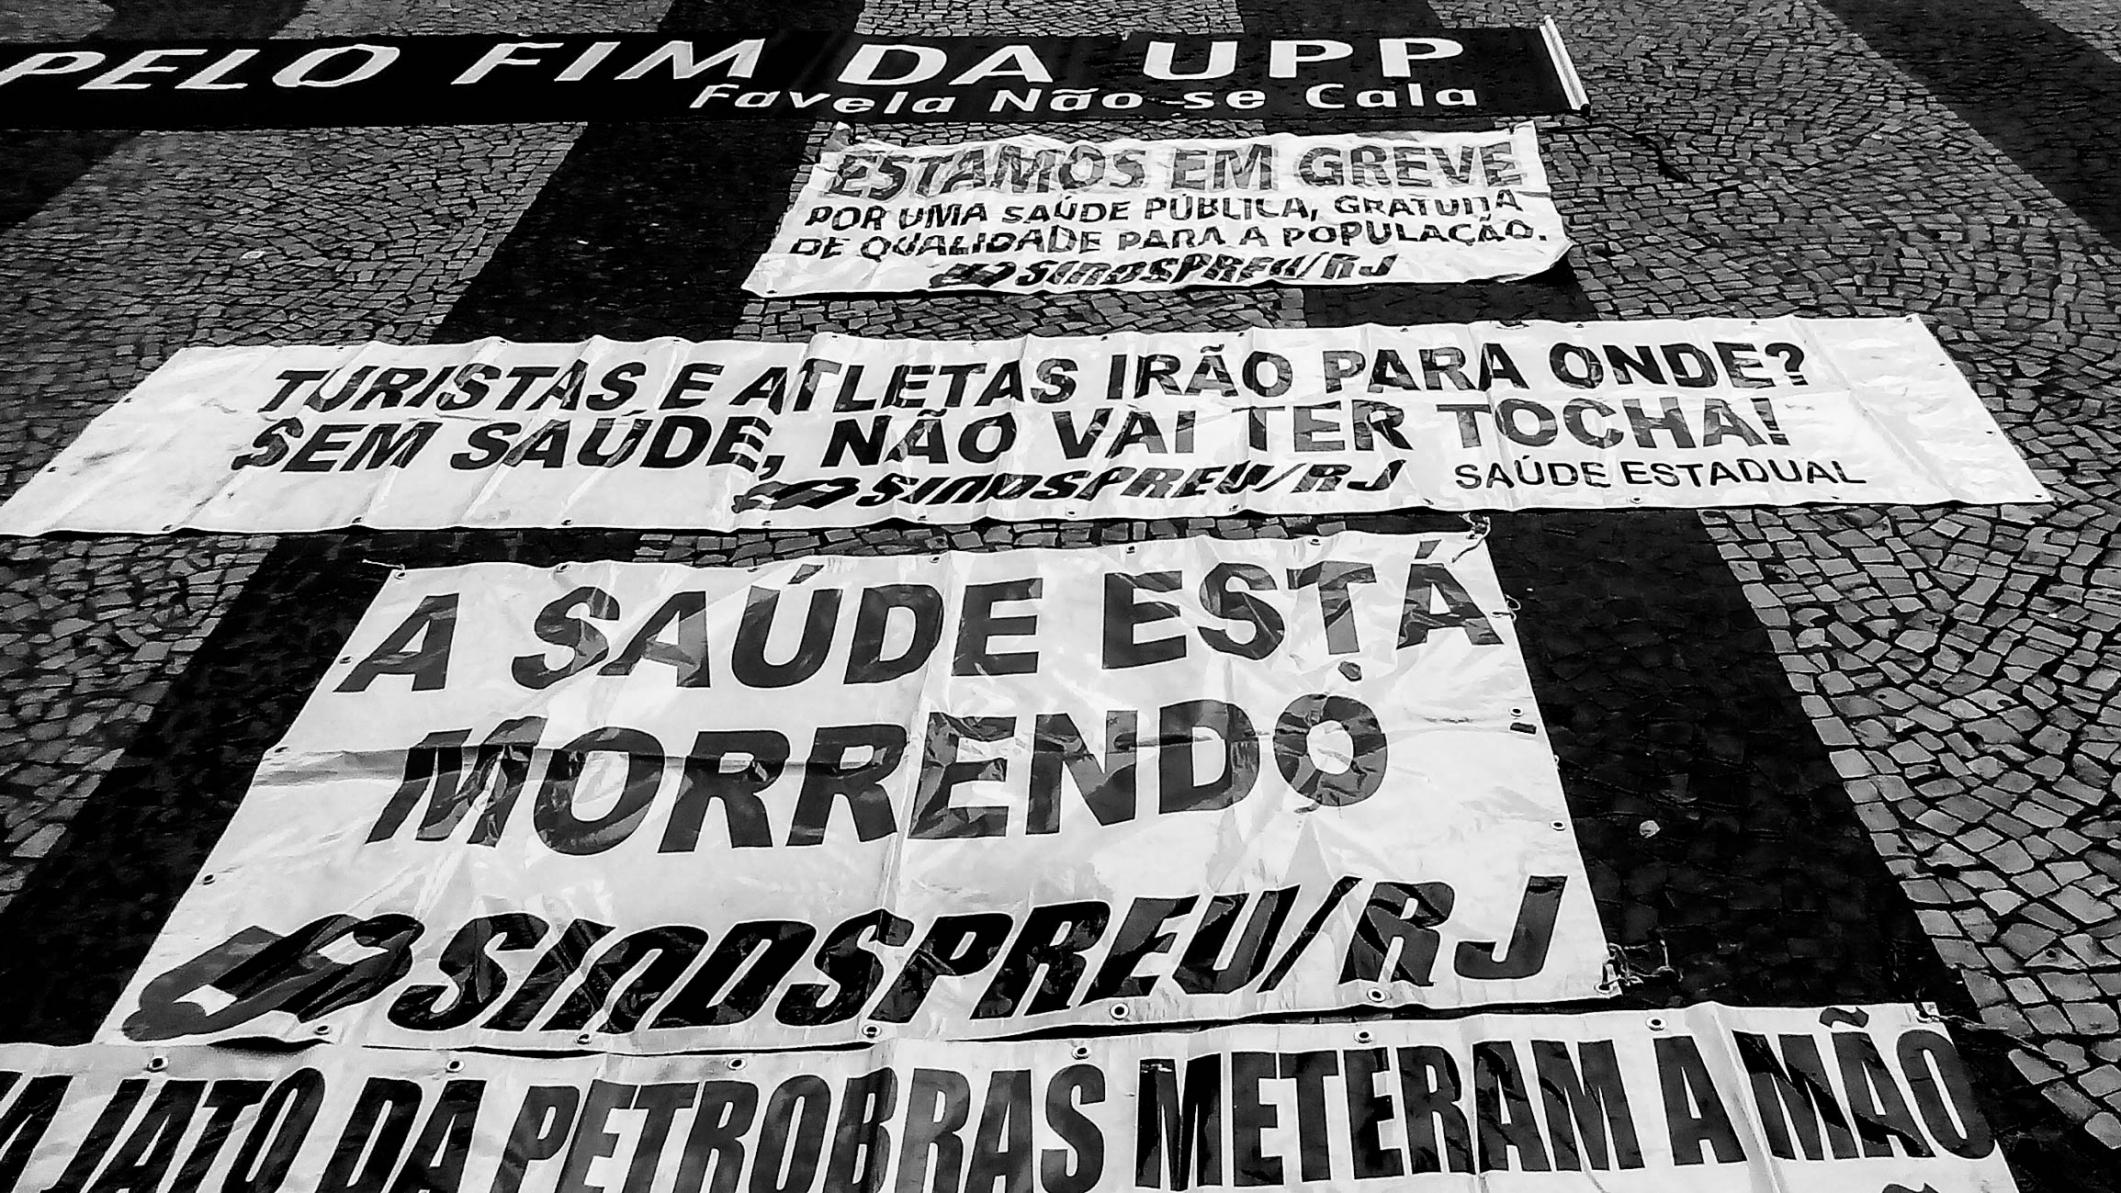 PELO FIM DA UPP
Favela Não se Cala
ESTAMOS EM GREVE
POR UMA SAÚDE PÚBLICA, GRATUITA
DE QUALIDADE PARA A POPULAÇÃO.
SINDSPREV/RJ
TURISTAS E ATLETAS IRÃO PARA ONDE?
SEM SAÚDE, NÃO VAI TER TOCHA!
SINDSPREV/RJ SAÚDE ESTADUAL
A SAÚDE ESTÁ
MORRENDO
SINDSPREV/RJ
JATO DA PETROBRAS METERAM A MÃO